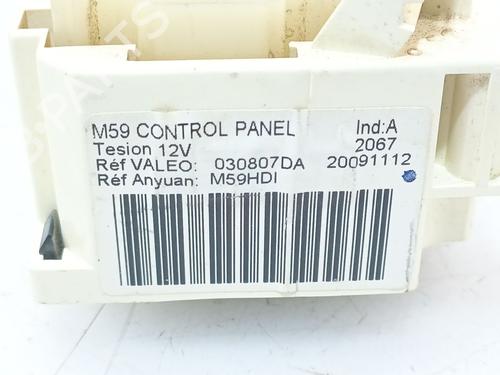 M59 CONTROL PANEL Ind:A
Tesion 12V 2067
Réf VALEO: 030807DA 20091112
Réf Anyuan: M59HDI